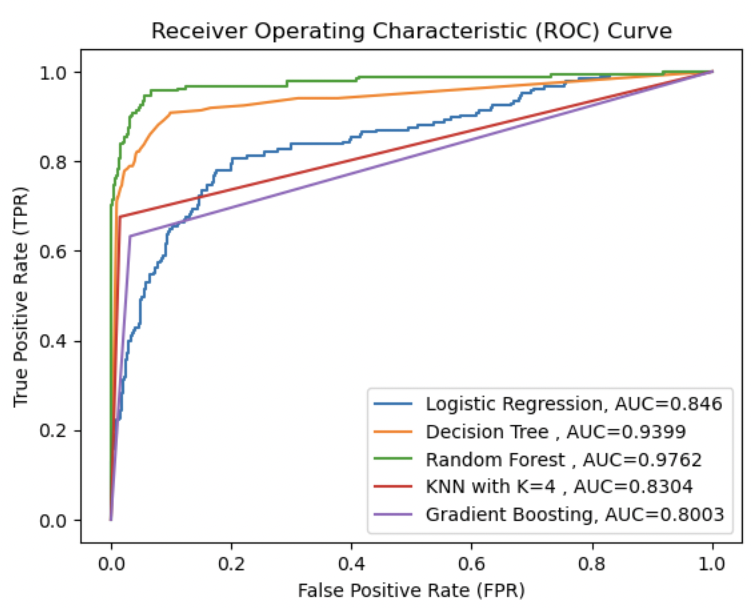 Receiver Operating Characteristic (ROC) Curve
True Positive Rate (TPR)
1.0
0.8
0.6
0.4
0.2
0.0
Logistic Regression, AUC=0.846
Decision Tree , AUC=0.9399
Random Forest , AUC=0.9762
KNN with K=4 , AUC=0.8304
Gradient Boosting, AUC=0.8003
0.0 0.2 0.4 0.6 0.8 1.0
False Positive Rate (FPR)